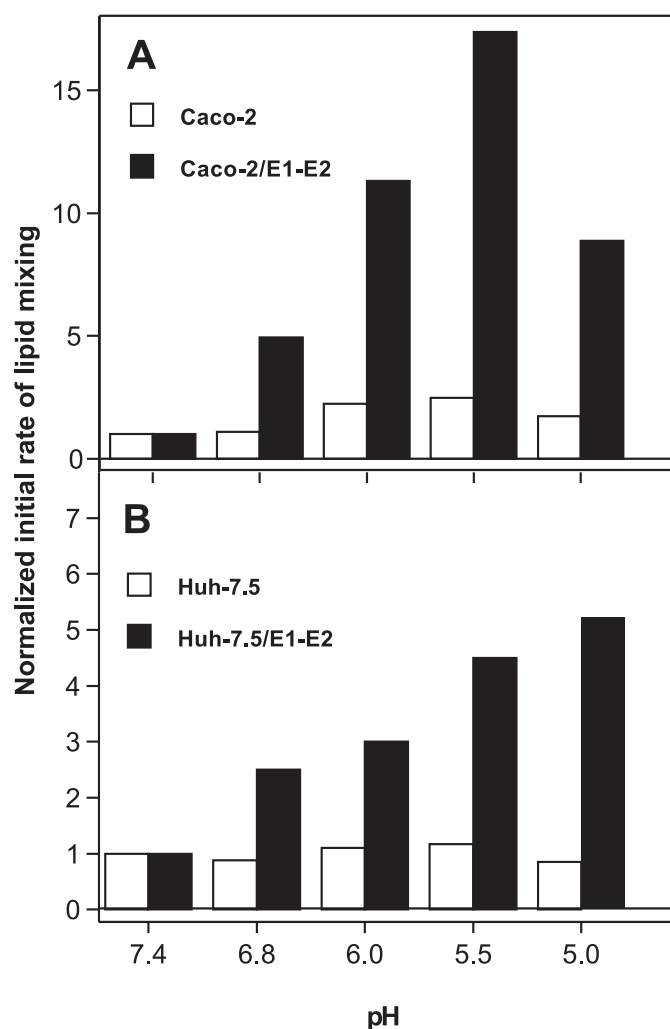 Normalized initial rate of lipid mixing
A
Caco-2
Caco-2/E1-E2
15
10
5
0
B
Huh-7.5
Huh-7.5/E1-E2
7
6
5
4
3
2
1
0
7.4 6.8 6.0 5.5 5.0
pH